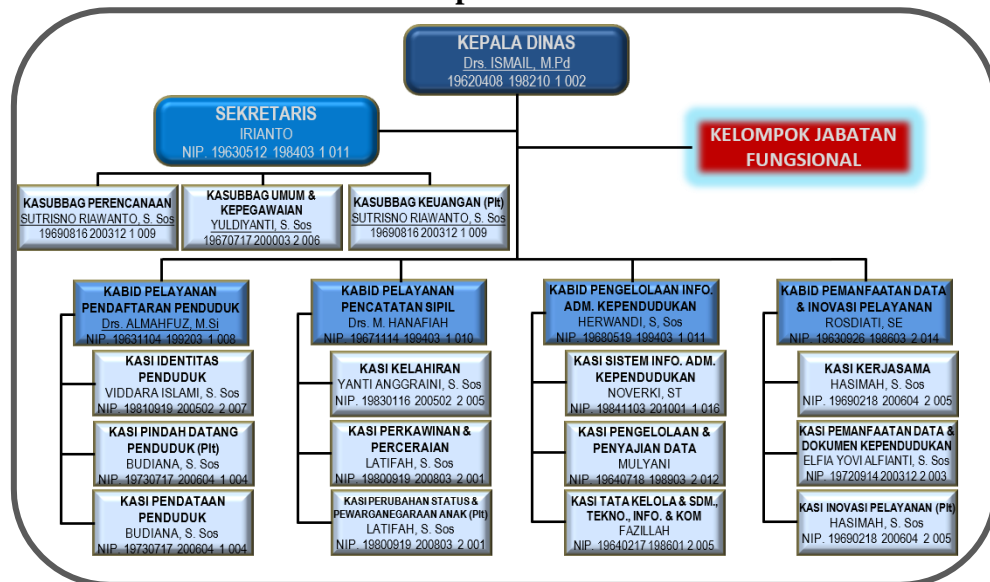 KEPALA DINAS
Drs. ISMAIL, M.Pd
19620408 198210 1 002
SEKRETARIS
IRIANTO
NIP. 19630512 198403 1 011
KELOMPOK JABATAN
FUNGSIONAL
KASUBBAG PERENCANAAN
SUTRISNO RIAWANTO, S. Sos
19690816 200312 1 009
KASUBBAG UMUM &
KEPEGAWAIAN
YULDIYANTI, S. Sos
19670717 200003 2 006
KASUBBAG KEUANGAN (Plt)
SUTRISNO RIAWANTO, S. Sos
19690816 200312 1 009
KABID PELAYANAN
PENDAFTARAN PENDUDUK
Drs. ALMAHFUZ, M.Si
NIP. 19631104 199203 1 008
KASI IDENTITAS
PENDUDUK
VIDDARA ISLAMI, S. Sos
NIP. 19810919 200502 2 007
KASI PINDAH DATANG
PENDUDUK (Plt)
BUDIANA, S. Sos
NIP. 19730717 200604 1 004
KASI PENDATAAN
PENDUDUK
BUDIANA, S. Sos
NIP. 19730717 200604 1 004
KABID PELAYANAN
PENCATATAN SIPIL
Drs. M. HANAFIAH
NIP. 19671114 199403 1 010
KASI KELAHIRAN
YANTI ANGGRAINI, S. Sos
NIP. 19830116 200502 2 005
KASI PERKAWINAN &
PERCERAIAN
LATIFAH, S. Sos
NIP. 19800919 200803 2 001
KASI PERUBAHAN STATUS &
PEWARGANEGARAAN ANAK (Plt)
LATIFAH, S. Sos
NIP. 19800919 200803 2 001
KABID PENGELOLAAN INFO.
ADM. KEPENDUDUKAN
HERWANDI, S, Sos
NIP. 19680519 199403 1 011
KASI SISTEM INFO. ADM.
KEPENDUDUKAN
NOVERKI, ST
NIP. 19841103 201001 1 016
KASI PENGELOLAAN &
PENYAJIAN DATA
MULYANI
NIP. 19640718 198903 2 012
KASI TATA KELOLA & SDM,
TEKNO., INFO. & KOM
FAZILLAH
NIP. 19640217 198601 2 005
KABID PEMANFAATAN DATA
& INOVASI PELAYANAN
ROSDIATI, SE
NIP. 19630926 198603 2 014
KASI KERJASAMA
HASIMAH, S. Sos
NIP. 19690218 200604 2 005
KASI PEMANFAATAN DATA &
DOKUMEN KEPENDUDUKAN
ELFIA YOVI ALFIANTI, S. Sos
NIP. 19720914 200312 2 003
KASI INOVASI PELAYANAN (Plt)
HASIMAH, S. Sos
NIP. 19690218 200604 2 005